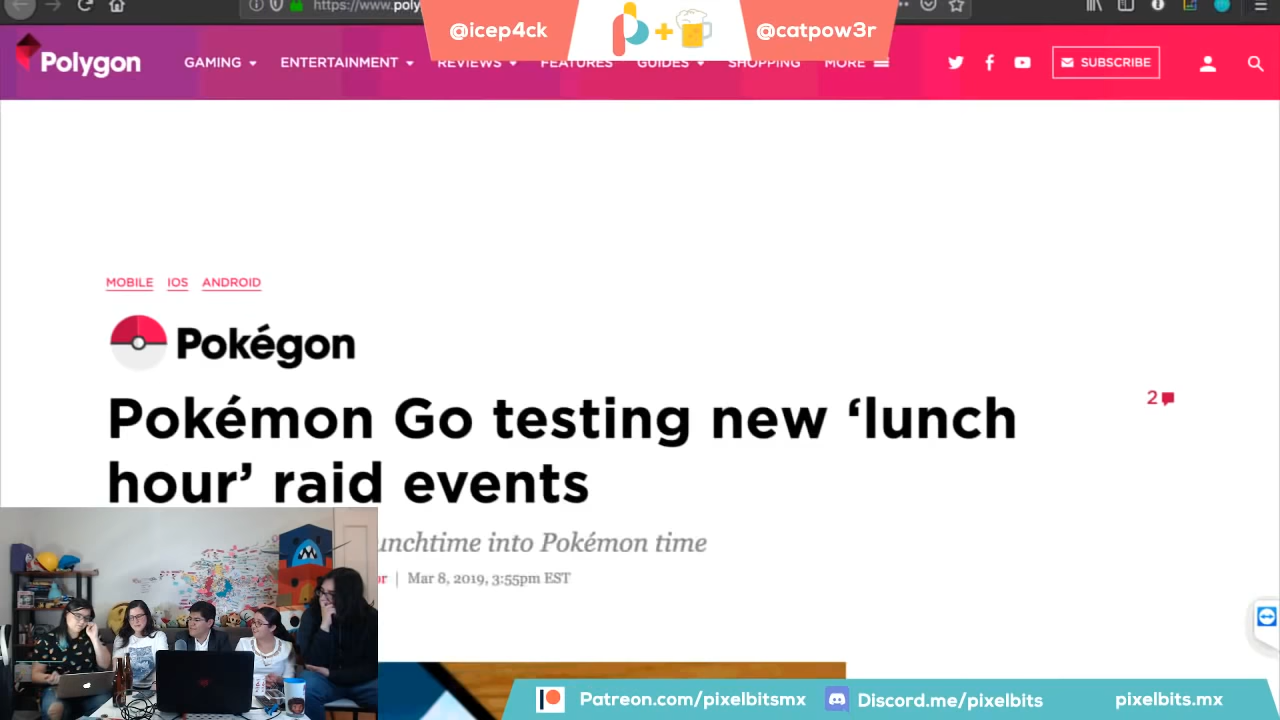 https://www.poly
@icep4ck
@catpow3r
Polygon
GAMING
ENTERTAINMENT
REVIEWS
FEATURES
GUIDES
SHOPPING
MORE
SUBSCRIBE
MOBILE IOS ANDROID
Pokégon
Pokémon Go testing new ‘lunch
hour’ raid events
2
unchtime into Pokémon time
or | Mar 8, 2019, 3:55pm EST
Patreon.com/pixelbitsmx
Discord.me/pixelbits
pixelbits.mx